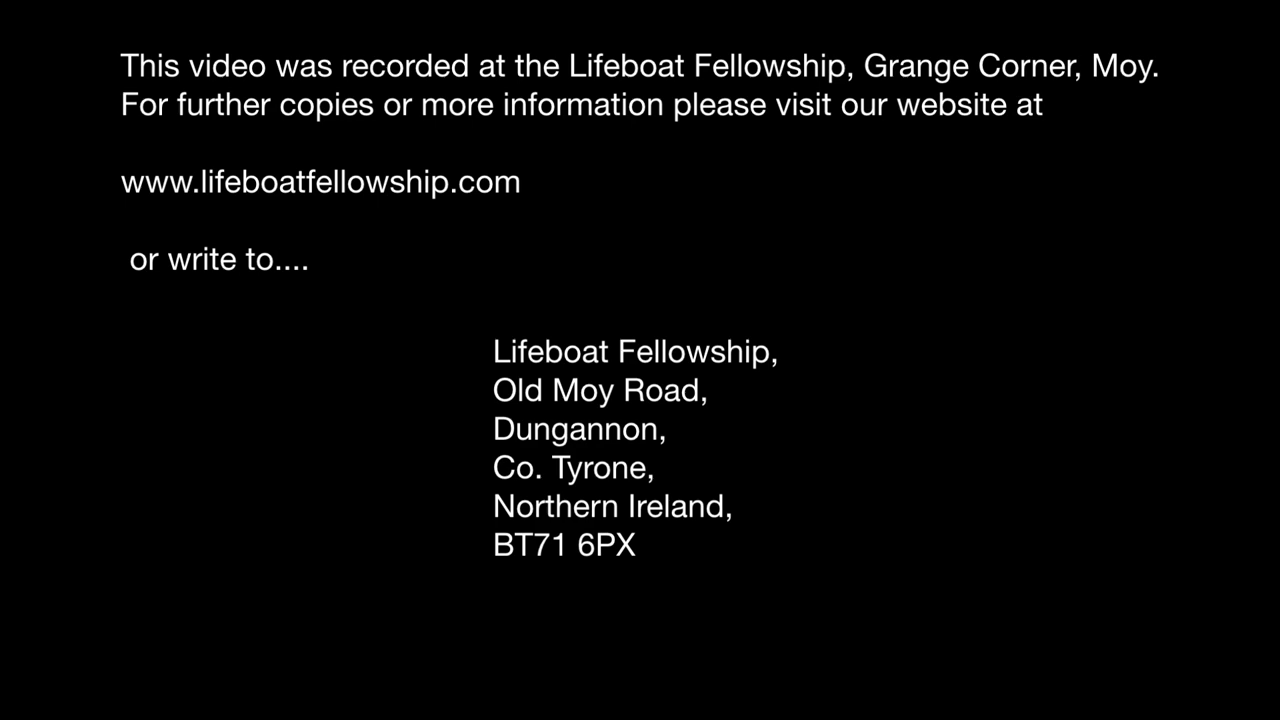 This video was recorded at the Lifeboat Fellowship, Grange Corner, Moy.
For further copies or more information please visit our website at
www.lifeboatfellowship.com
or write to....
Lifeboat Fellowship,
Old Moy Road,
Dungannon,
Co. Tyrone,
Northern Ireland,
BT71 6PX